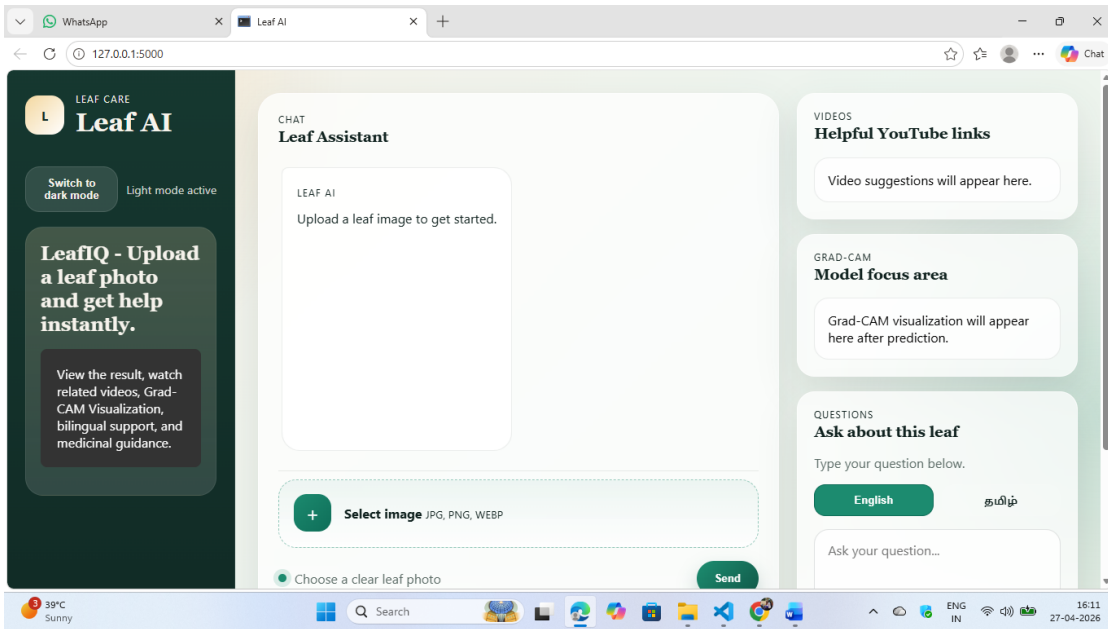 WhatsApp
Leaf AI
127.0.0.1:5000
Chat
L
LEAF CARE
Leaf AI
Switch to
dark mode
Light mode active
LeafIQ - Upload
a leaf photo
and get help
instantly.
View the result, watch
related videos, Grad-
CAM Visualization,
bilingual support, and
medicinal guidance.
CHAT
Leaf Assistant
LEAF AI
Upload a leaf image to get started.
+
Select image JPG, PNG, WEBP
Choose a clear leaf photo
Send
VIDEOS
Helpful YouTube links
Video suggestions will appear here.
GRAD-CAM
Model focus area
Grad-CAM visualization will appear
here after prediction.
QUESTIONS
Ask about this leaf
Type your question below.
English
தமிழ்
Ask your question...
3
39°C
Sunny
Search
ENG
IN
16:11
27-04-2026